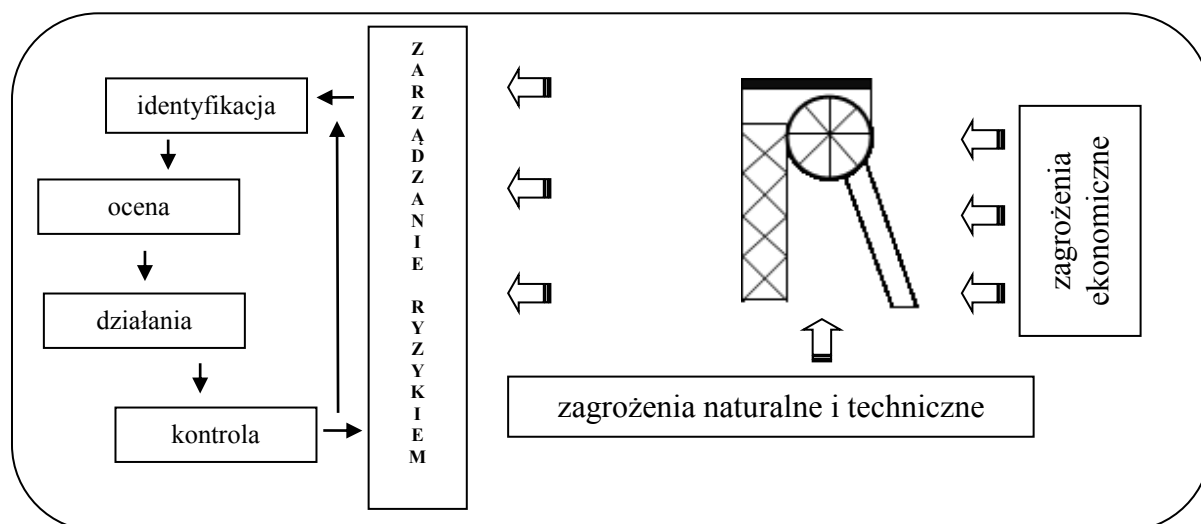 identyfikacja
ocena
działania
kontrola
ZARZĄDZANIE RYZYKIEM
zagrożenia naturalne i techniczne
zagrożenia
ekonomiczne